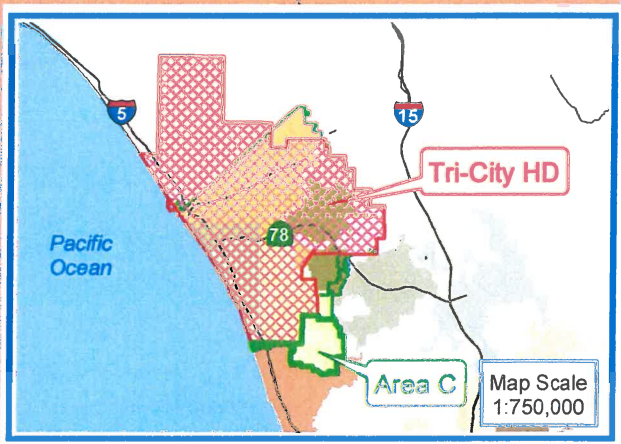 5
15
Tri-City HD
78
Pacific
Ocean
Area C
Map Scale
1:750,000